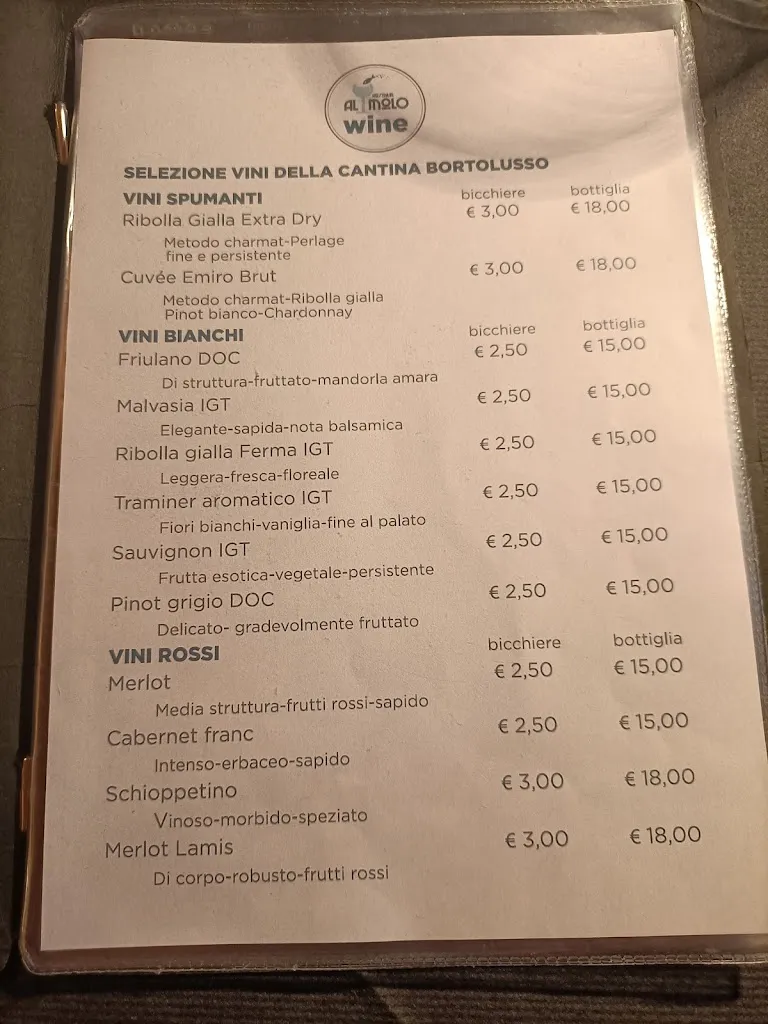 AL MOLO
wine
SELEZIONE VINI DELLA CANTINA BORTOLUSSO
VINI SPUMANTI bicchiere bottiglia
Ribolla Gialla Extra Dry € 3,00 € 18,00
Metodo charmat-Perlage
fine e persistente
Cuvée Emiro Brut € 3,00 € 18,00
Metodo charmat-Ribolla gialla
Pinot bianco-Chardonnay
VINI BIANCHI bicchiere bottiglia
Friulano DOC € 2,50 € 15,00
Di struttura-fruttato-mandorla amara
Malvasia IGT € 2,50 € 15,00
Elegante-sapida-nota balsamica
Ribolla gialla Ferma IGT € 2,50 € 15,00
Leggera-fresca-floreale
Traminer aromatico IGT € 2,50 € 15,00
Fiori bianchi-vaniglia-fine al palato
Sauvignon IGT € 2,50 € 15,00
Frutta esotica-vegetale-persistente
Pinot grigio DOC € 2,50 € 15,00
Delicato- gradevolmente fruttato
VINI ROSSI bicchiere bottiglia
Merlot € 2,50 € 15,00
Media struttura-frutti rossi-sapido
Cabernet franc € 2,50 € 15,00
Intenso-erbaceo-sapido
Schioppetino € 3,00 € 18,00
Vinoso-morbido-speziato
Merlot Lamis € 3,00 € 18,00
Di corpo-robusto-frutti rossi